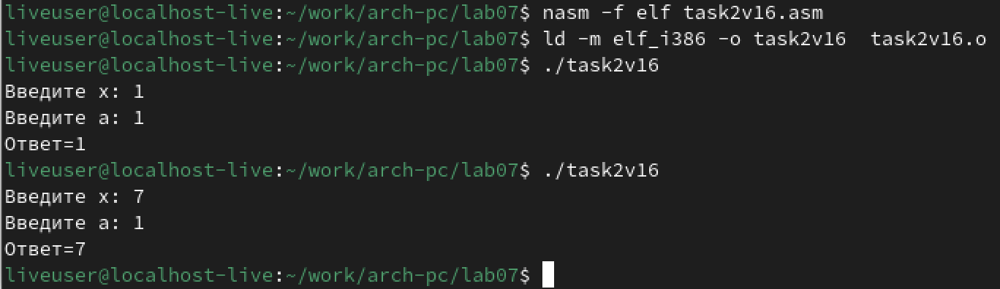 liveuser@localhost-live:~/work/arch-pc/lab07$ nasm -f elf task2v16.asm
liveuser@localhost-live:~/work/arch-pc/lab07$ ld -m elf_i386 -o task2v16  task2v16.o
liveuser@localhost-live:~/work/arch-pc/lab07$ ./task2v16
Введите x: 1
Введите a: 1
Ответ=1
liveuser@localhost-live:~/work/arch-pc/lab07$ ./task2v16
Введите x: 7
Введите a: 1
Ответ=7
liveuser@localhost-live:~/work/arch-pc/lab07$